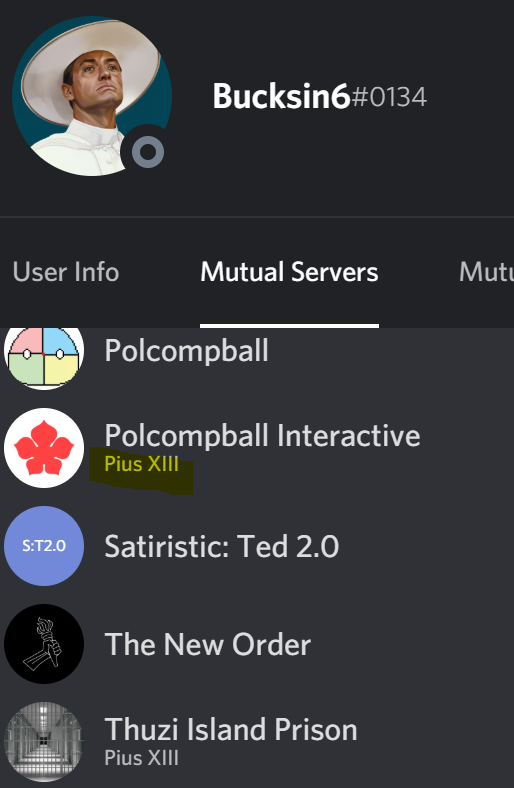 Bucksin6#0134
User Info Mutual Servers Mutu
Polcompball
Polcompball Interactive
Pius XIII
S:T2.0
Satiristic: Ted 2.0
The New Order
Thuzi Island Prison
Pius XIII